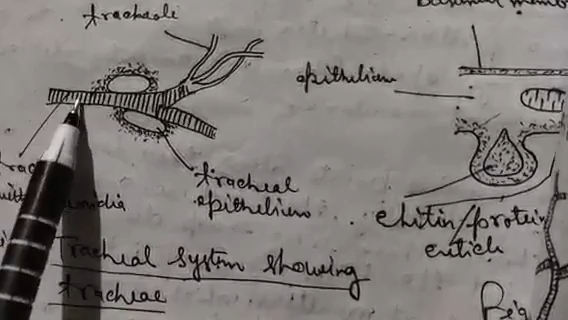 tracheole
epithelium
tracheal
epithelium
chitin/protein
cuticle
Tracheal System showing
tracheae